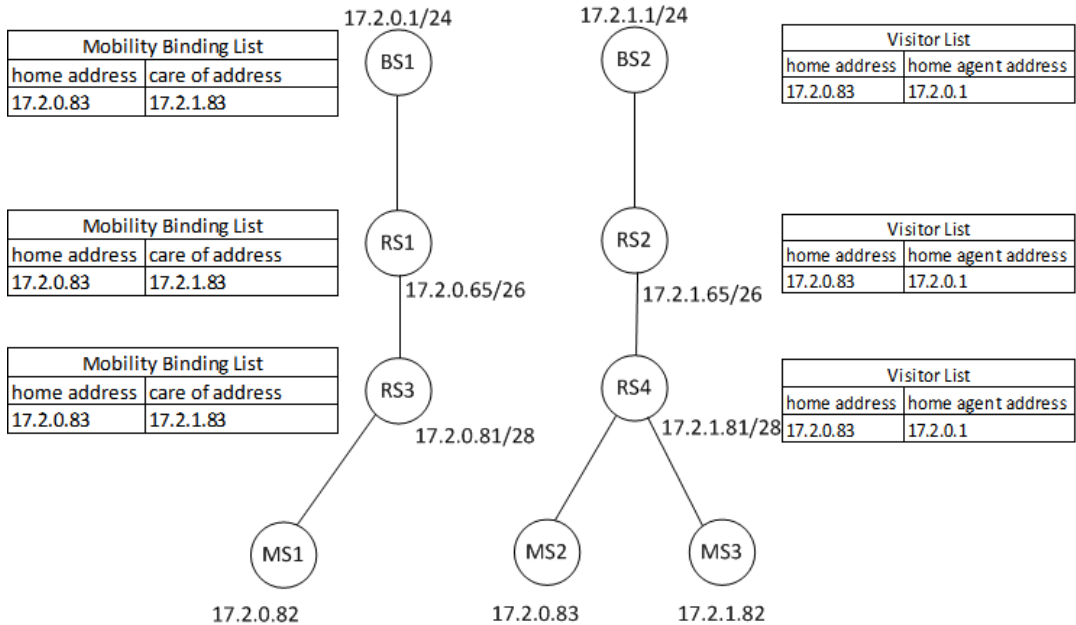 17.2.0.1/24
17.2.1.1/24
Mobility Binding List
home address care of address
17.2.0.83 17.2.1.83
BS1
BS2
Visitor List
home address home agent address
17.2.0.83 17.2.0.1
Mobility Binding List
home address care of address
17.2.0.83 17.2.1.83
RS1
17.2.0.65/26
RS2
17.2.1.65/26
Visitor List
home address home agent address
17.2.0.83 17.2.0.1
Mobility Binding List
home address care of address
17.2.0.83 17.2.1.83
RS3
17.2.0.81/28
RS4
17.2.1.81/28
Visitor List
home address home agent address
17.2.0.83 17.2.0.1
MS1
MS2
MS3
17.2.0.82
17.2.0.83
17.2.1.82